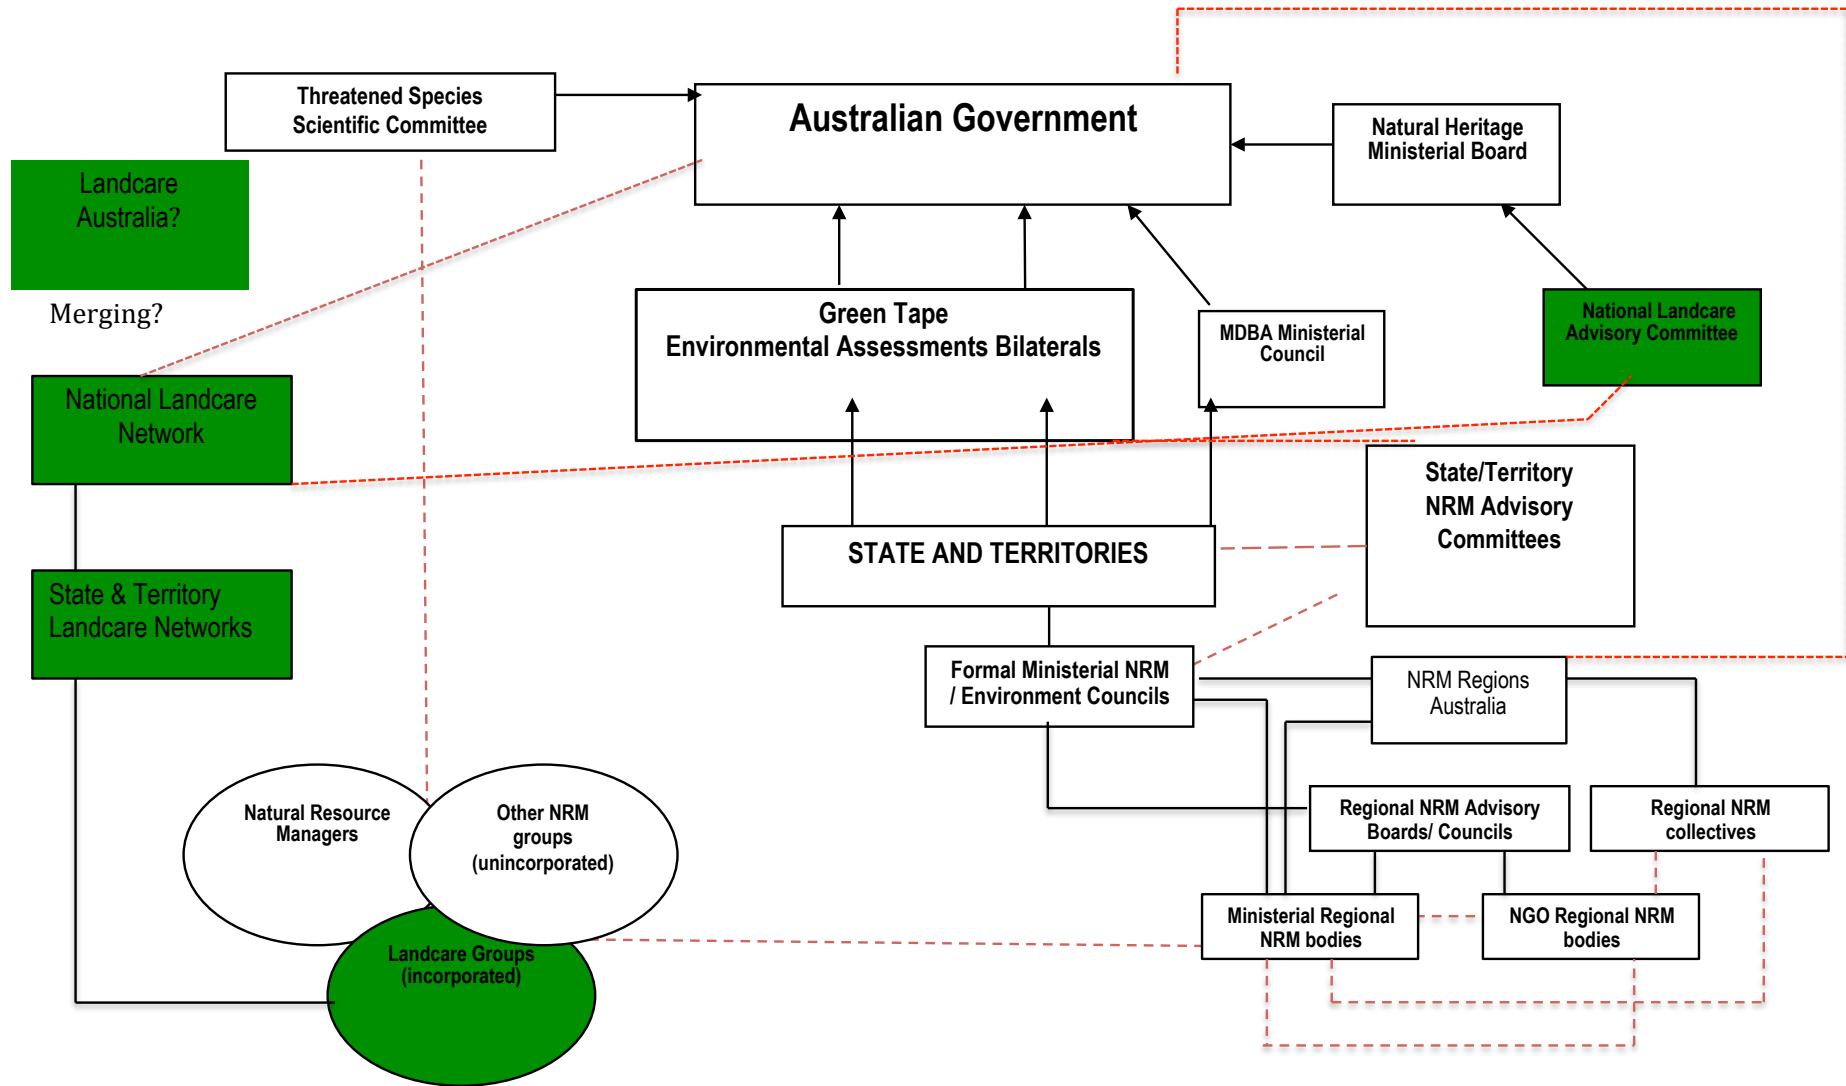 Threatened Species
Scientific Committee
Australian Government
Natural Heritage
Ministerial Board
Landcare
Australia?
Merging?
Green Tape
Environmental Assessments Bilaterals
MDBA Ministerial
Council
National Landcare
Advisory Committee
National Landcare
Network
State/Territory
NRM Advisory
Committees
STATE AND TERRITORIES
State & Territory
Landcare Networks
Formal Ministerial NRM
/ Environment Councils
NRM Regions
Australia
Natural Resource
Managers
Other NRM
groups
(unincorporated)
Regional NRM Advisory
Boards/ Councils
Regional NRM
collectives
Ministerial Regional
NRM bodies
NGO Regional NRM
bodies
Landcare Groups
(incorporated)